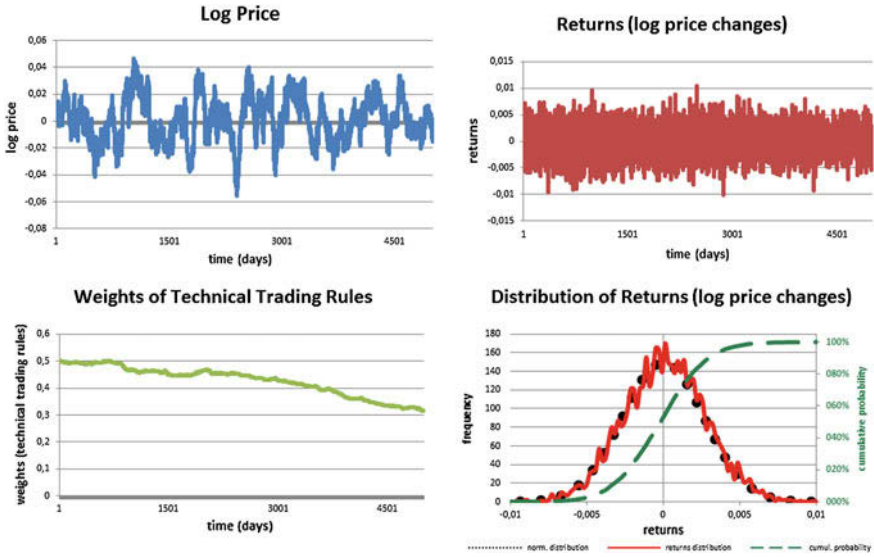 Log Price
0,06
0,04
0,02
0
-0,02
-0,04
-0,06
-0,08
log price
1 1501 3001 4501
time (days)
Returns (log price changes)
0,015
0,01
0,005
0
-0,005
-0,01
-0,015
returns
1 1501 3001 4501
time (days)
Weights of Technical Trading Rules
0,6
0,5
0,4
0,3
0,2
0,1
0
weights (technical trading rules)
1 1501 3001 4501
time (days)
Distribution of Returns (log price changes)
180
160
140
120
100
80
60
40
20
0
frequency
100%
080%
060%
040%
020%
000%
cumulative probability
-0,01 -0,005 0 0,005 0,01
returns
norm. distribution returns distribution cumul. probability